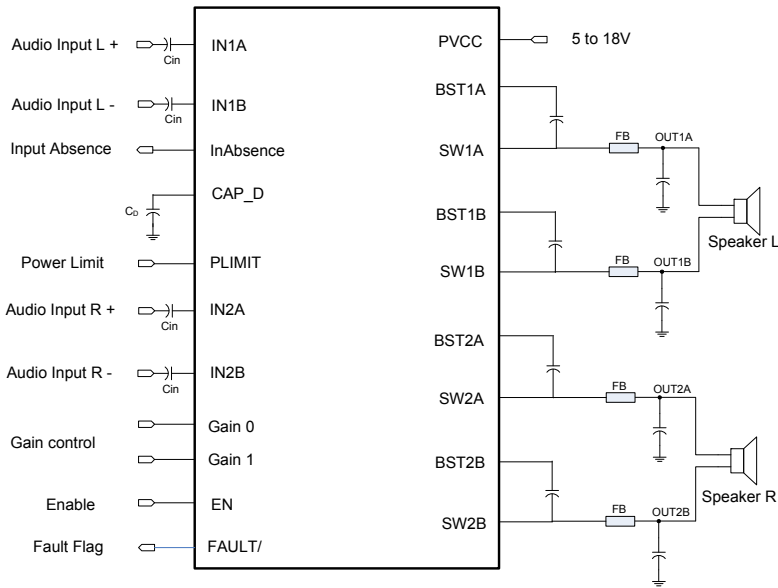 Audio Input L +
Cin
IN1A
PVCC
5 to 18V
BST1A
Audio Input L -
Cin
IN1B
Input Absence
InAbsence
SW1A
FB
OUT1A
CAP_D
CD
BST1B
Speaker L
Power Limit
PLIMIT
SW1B
FB
OUT1B
Audio Input R +
Cin
IN2A
BST2A
Audio Input R -
Cin
IN2B
SW2A
FB
OUT2A
Gain control
Gain 0
Gain 1
BST2B
Speaker R
Enable
EN
SW2B
FB
OUT2B
Fault Flag
FAULT/